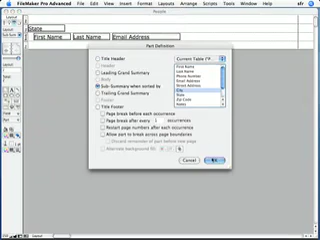 FileMaker Pro Advanced File Edit View Insert Format Layouts Arrange Scripts Tools Window Help
Layout
State
First Name Last Name Email Address
Part Definition
Title Header
Header
Leading Grand Summary
Body
Sub-Summary when sorted by
Trailing Grand Summary
Footer
Title Footer
Current Table ("P...
First Name
Last Name
Phone Number
Email Address
Street Address
City
State
Zip Code
Notes
Page break before each occurrence
Page break after every 1 occurrences
Restart page numbers after each occurrence
Allow part to break across page boundaries
Discard remainder of part before new page
Alternate background fill
Cancel OK
100
Layout